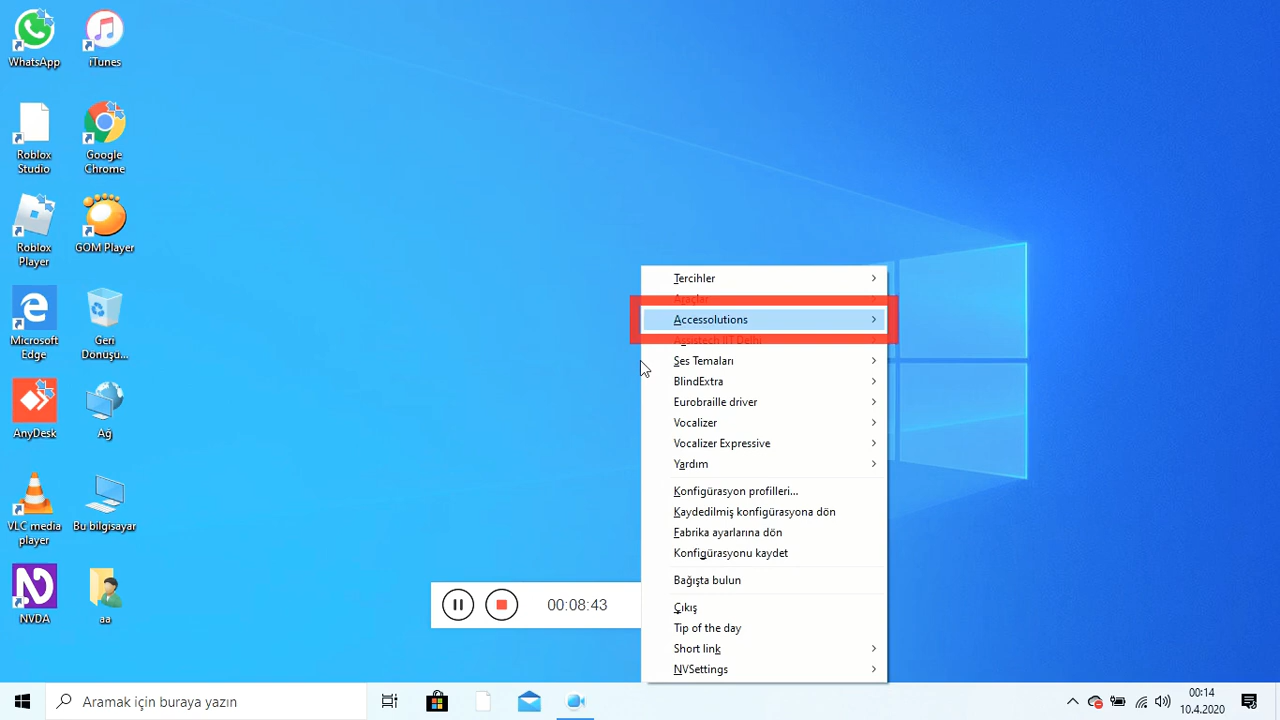 WhatsApp
iTunes
Roblox
Studio
Google
Chrome
Roblox
Player
GOM Player
Microsoft
Edge
Geri
Dönüşü...
AnyDesk
Ağ
VLC media
player
Bu bilgisayar
NVDA
aa
Tercihler
Araçlar
Accessolutions
Assistech IIT Delhi
Ses Temaları
BlindExtra
Eurobraille driver
Vocalizer
Vocalizer Expressive
Yardım
Konfigürasyon profilleri...
Kaydedilmiş konfigürasyona dön
Fabrika ayarlarına dön
Konfigürasyonu kaydet
Bağışta bulun
Çıkış
Tip of the day
Short link
NVSettings
00:08:43
Aramak için buraya yazın
00:14
10.4.2020